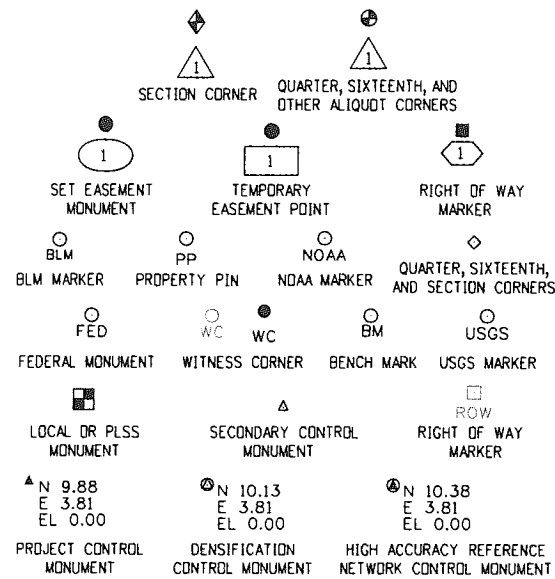 1
1
SECTION CORNER
QUARTER, SIXTEENTH, AND
OTHER ALIQUOT CORNERS
1
1
1
SET EASEMENT
MONUMENT
TEMPORARY
EASEMENT POINT
RIGHT OF WAY
MARKER
BLM
PP
NOAA
BLM MARKER
PROPERTY PIN
NOAA MARKER
QUARTER, SIXTEENTH,
AND SECTION CORNERS
FED
WC
WC
BM
USGS
FEDERAL MONUMENT
WITNESS CORNER
BENCH MARK
USGS MARKER
LOCAL OR PLSS
MONUMENT
SECONDARY CONTROL
MONUMENT
ROW
RIGHT OF WAY
MARKER
N 9.88
E 3.81
EL 0.00
N 10.13
E 3.81
EL 0.00
N 10.38
E 3.81
EL 0.00
PROJECT CONTROL
MONUMENT
DENSIFICATION
CONTROL MONUMENT
HIGH ACCURACY REFERENCE
NETWORK CONTROL MONUMENT